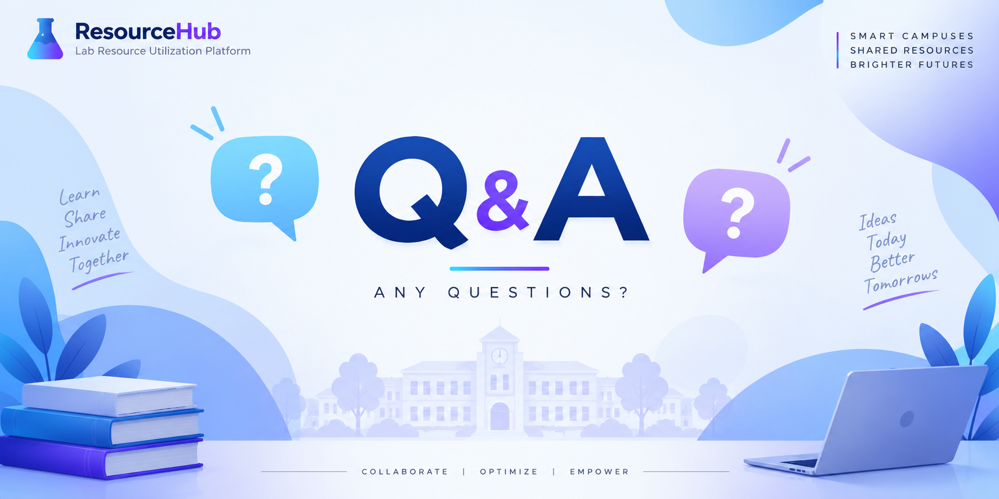 ResourceHub
Lab Resource Utilization Platform
SMART CAMPUSES
SHARED RESOURCES
BRIGHTER FUTURES
?
Q&A
?
Learn
Share
Innovate
Together
Ideas
Today
Better
Tomorrows
ANY QUESTIONS?
COLLABORATE | OPTIMIZE | EMPOWER